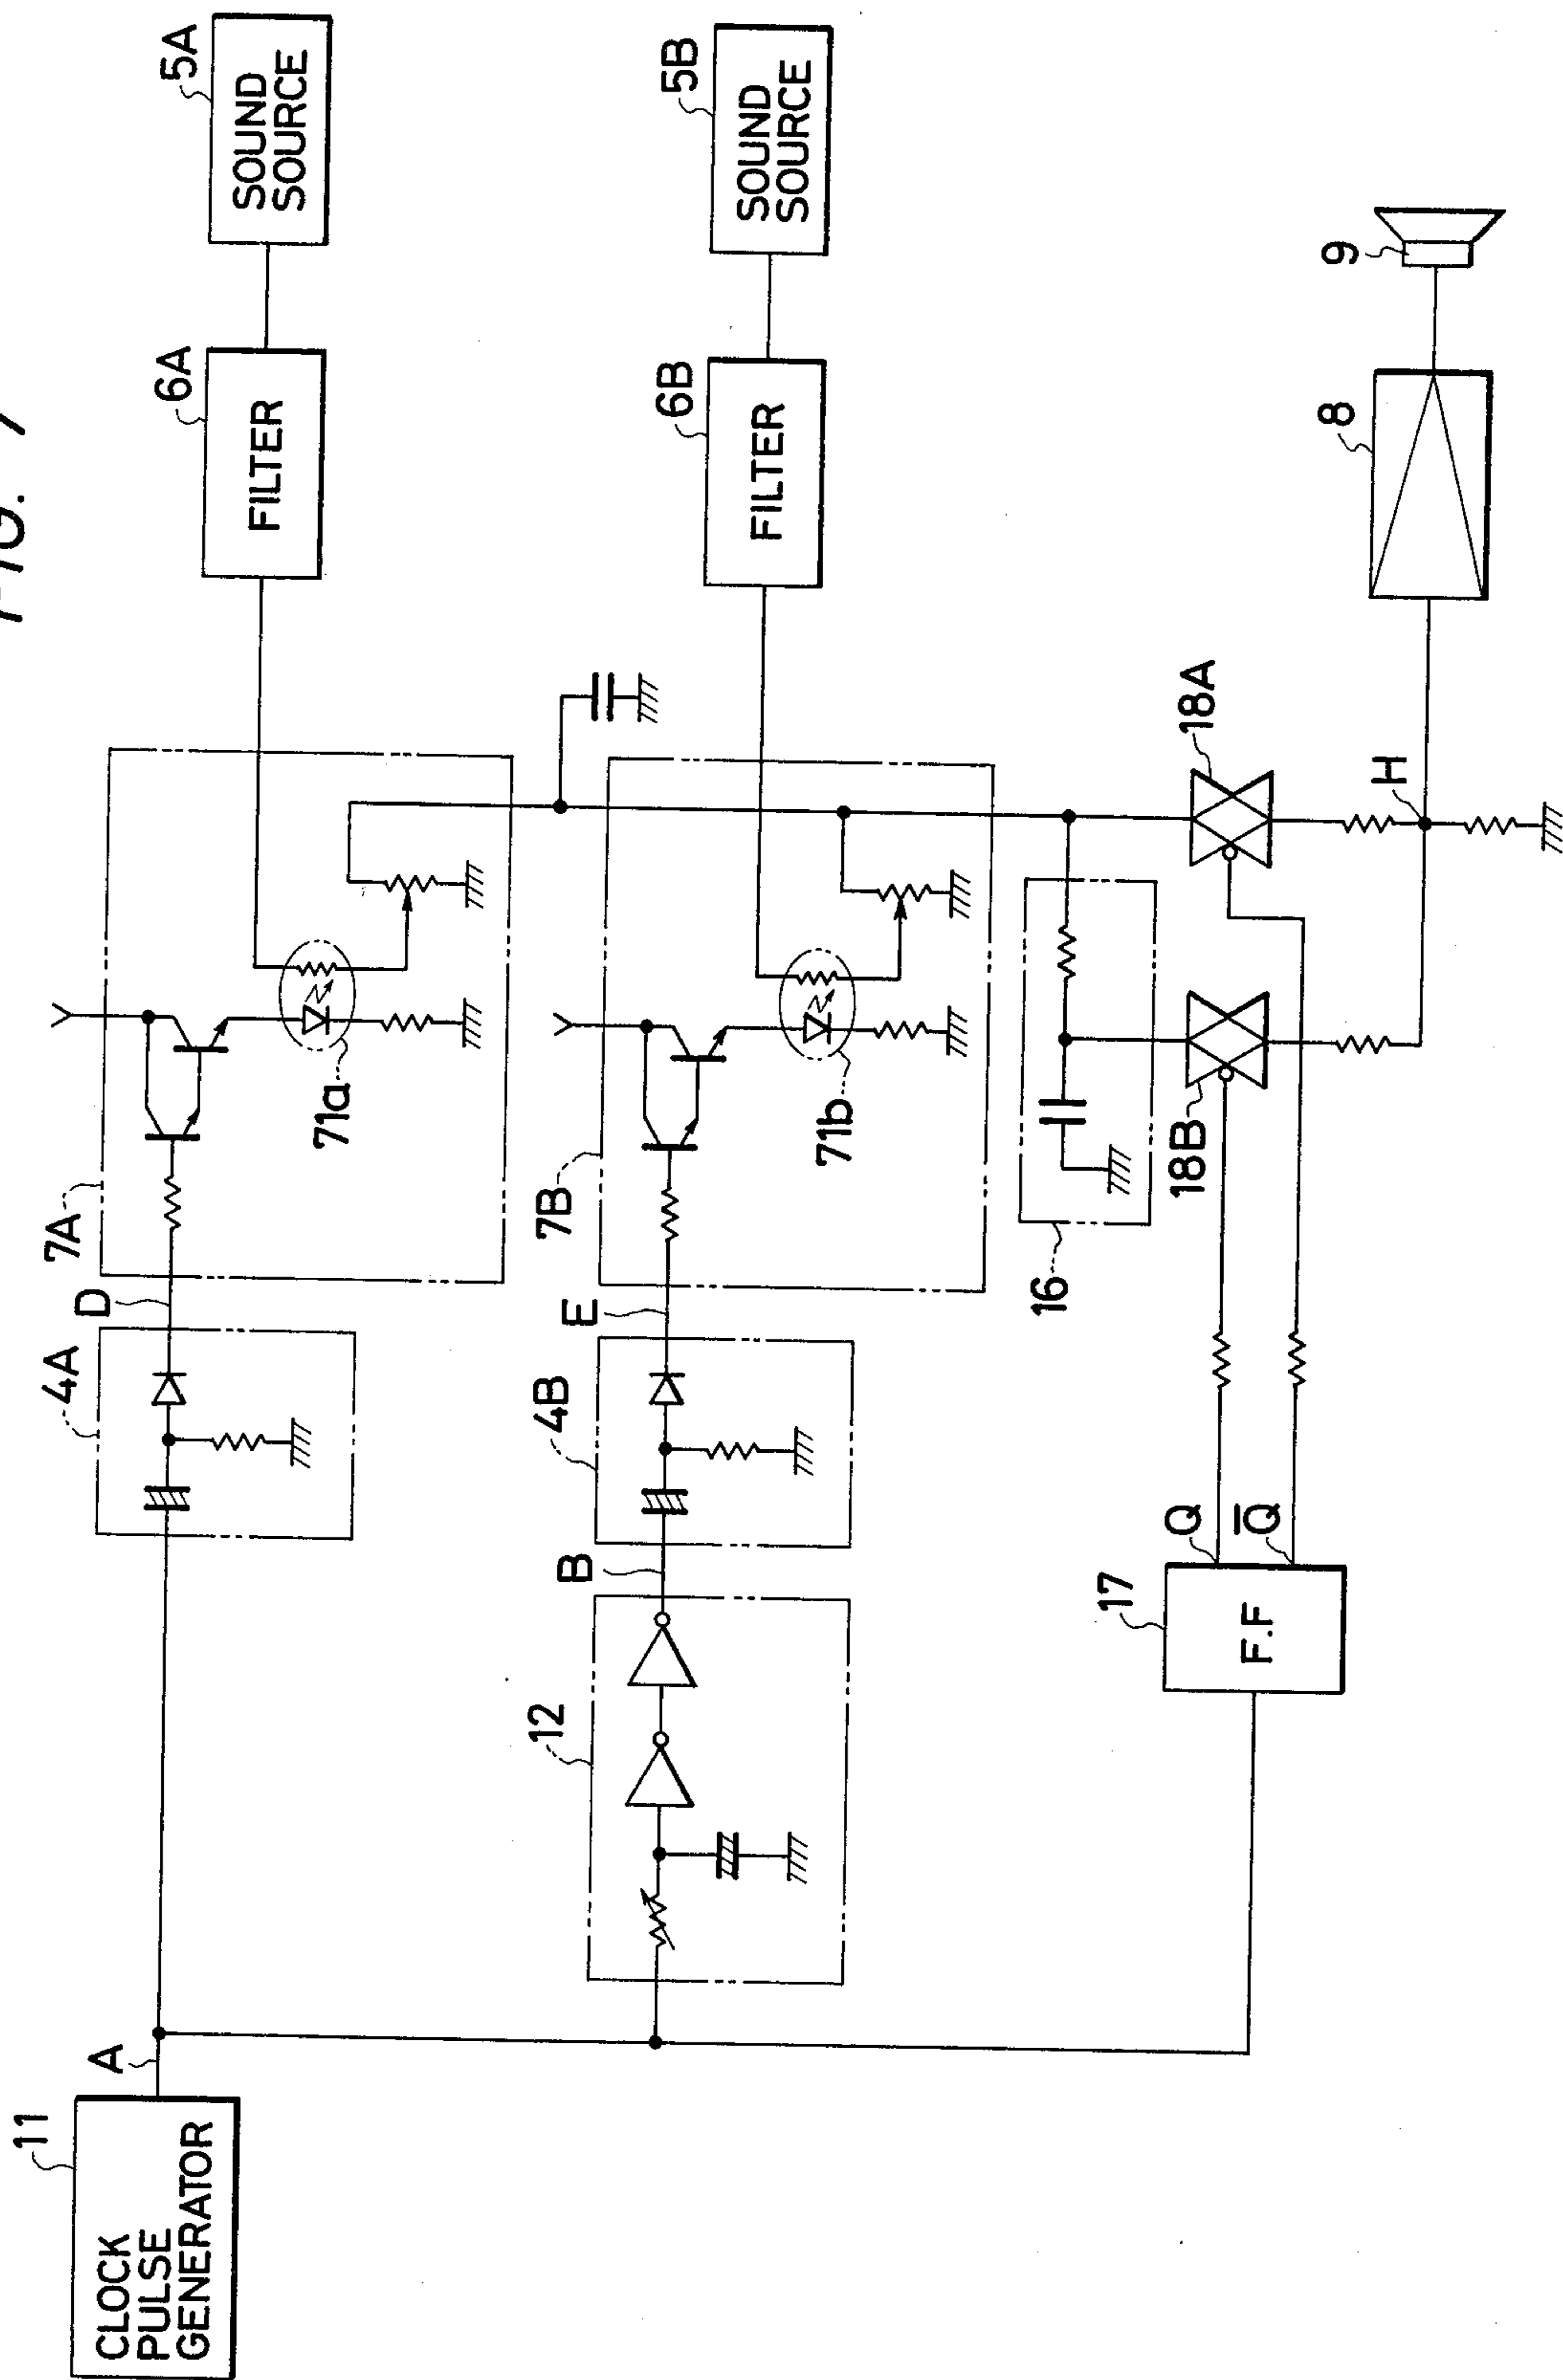 FIG. 7
11
CLOCK
PULSE
GENERATOR
A
4A
D
7A
71a
6A
FILTER
5A
SOUND
SOURCE
12
B
4B
E
7B
71b
6B
FILTER
5B
SOUND
SOURCE
16
17
F.F
Q
Q̅
18B
18A
H
8
9